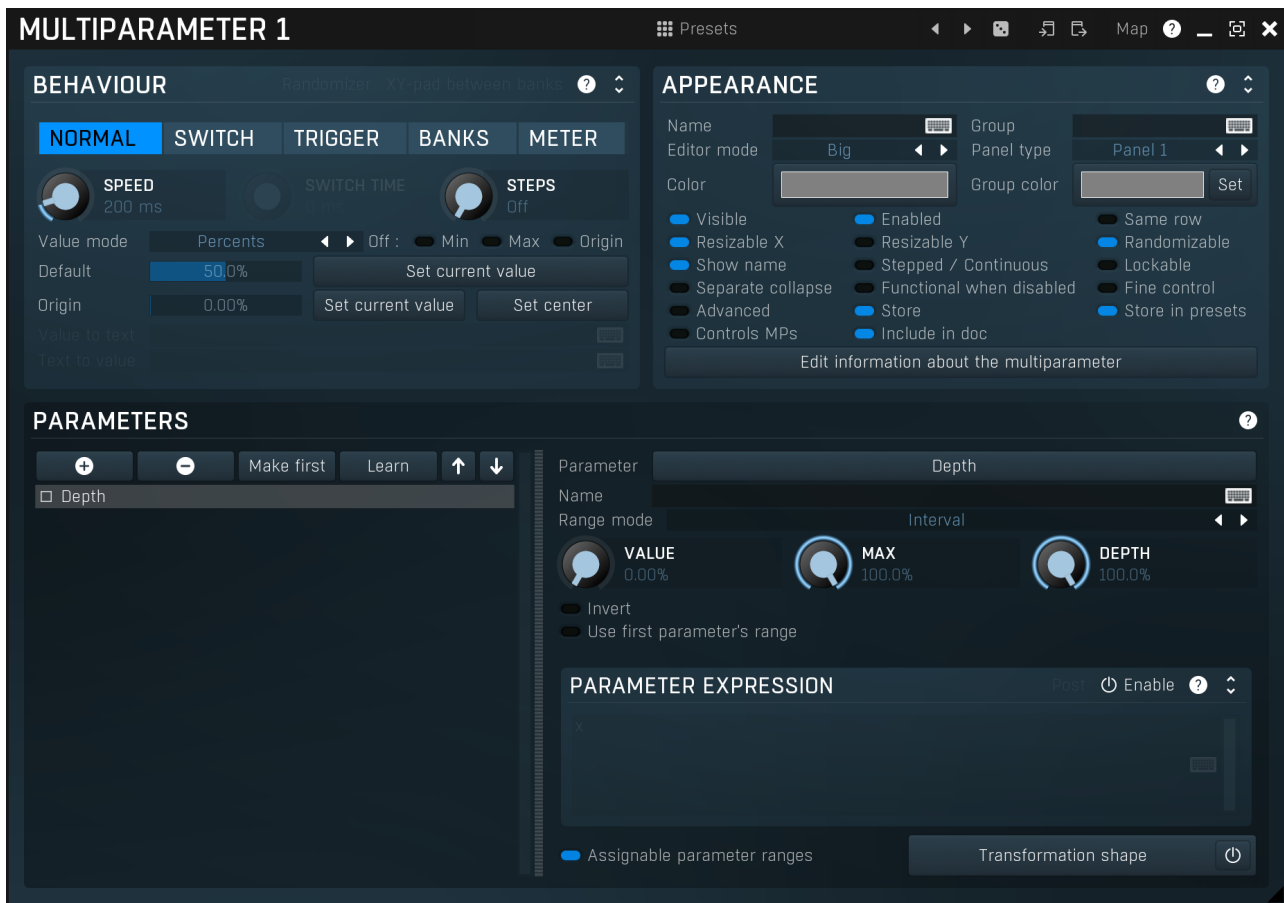 MULTIPARAMETER 1 Presets Map ?
BEHAVIOUR Randomizer XY-pad between banks ?
NORMAL SWITCH TRIGGER BANKS METER
SPEED
200 ms
SWITCH TIME
STEPS
Off
Value mode Percents Off : Min Max Origin
Default 50.0% Set current value
Origin 0.00% Set current value Set center
Value to text
Text to value
APPEARANCE ?
Name Group
Editor mode Big Panel type Panel 1
Color Group color Set
Visible Enabled Same row
Resizable X Resizable Y Randomizable
Show name Stepped / Continuous Lockable
Separate collapse Functional when disabled Fine control
Advanced Store Store in presets
Controls MPs Include in doc
Edit information about the multiparameter
PARAMETERS ?
Make first Learn
Depth
Parameter Depth
Name
Range mode Interval
VALUE
0.00%
MAX
100.0%
DEPTH
100.0%
Invert
Use first parameter's range
PARAMETER EXPRESSION Post Enable ?
x
Assignable parameter ranges Transformation shape